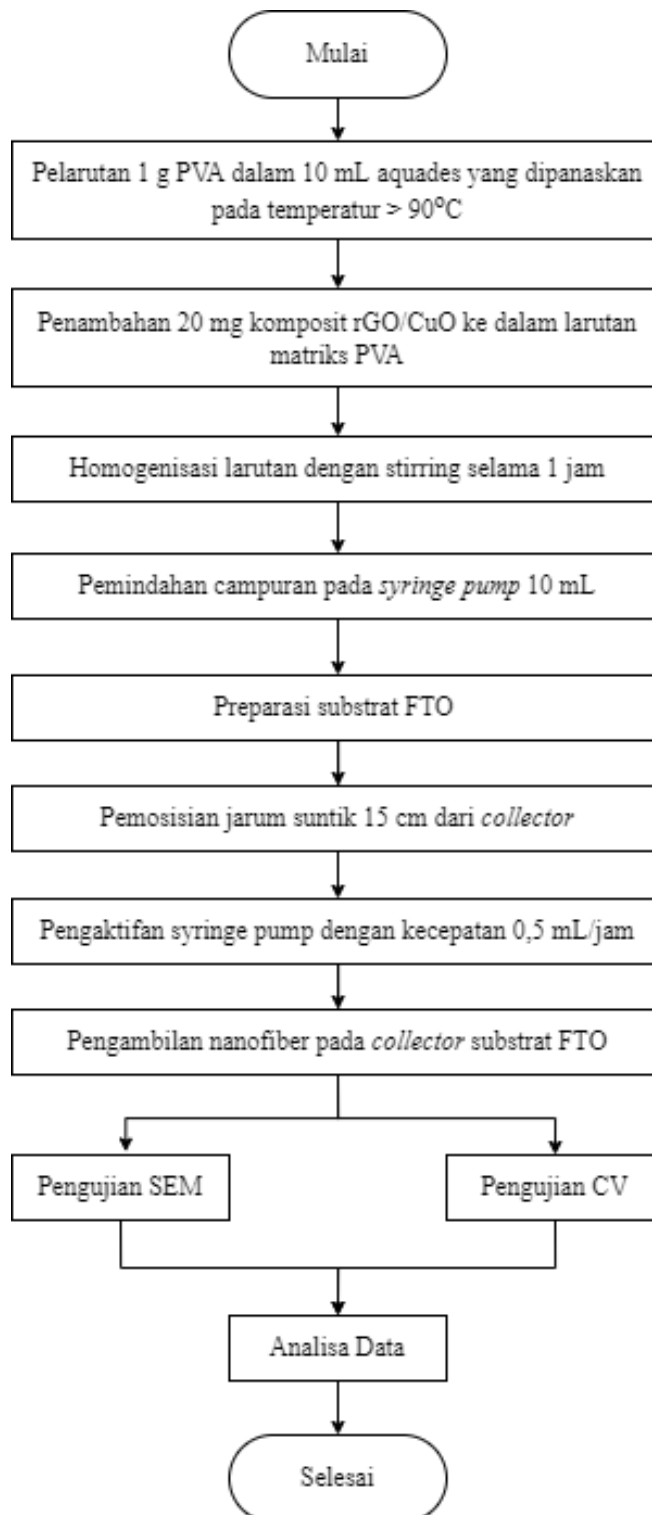 Mulai
Pelarutan 1 g PVA dalam 10 mL aquades yang dipanaskan
pada temperatur > 90°C
Penambahan 20 mg komposit rGO/CuO ke dalam larutan
matriks PVA
Homogenisasi larutan dengan stirring selama 1 jam
Pemindahan campuran pada syringe pump 10 mL
Preparasi substrat FTO
Pemosisian jarum suntik 15 cm dari collector
Pengaktifan syringe pump dengan kecepatan 0,5 mL/jam
Pengambilan nanofiber pada collector substrat FTO
Pengujian SEM
Pengujian CV
Analisa Data
Selesai